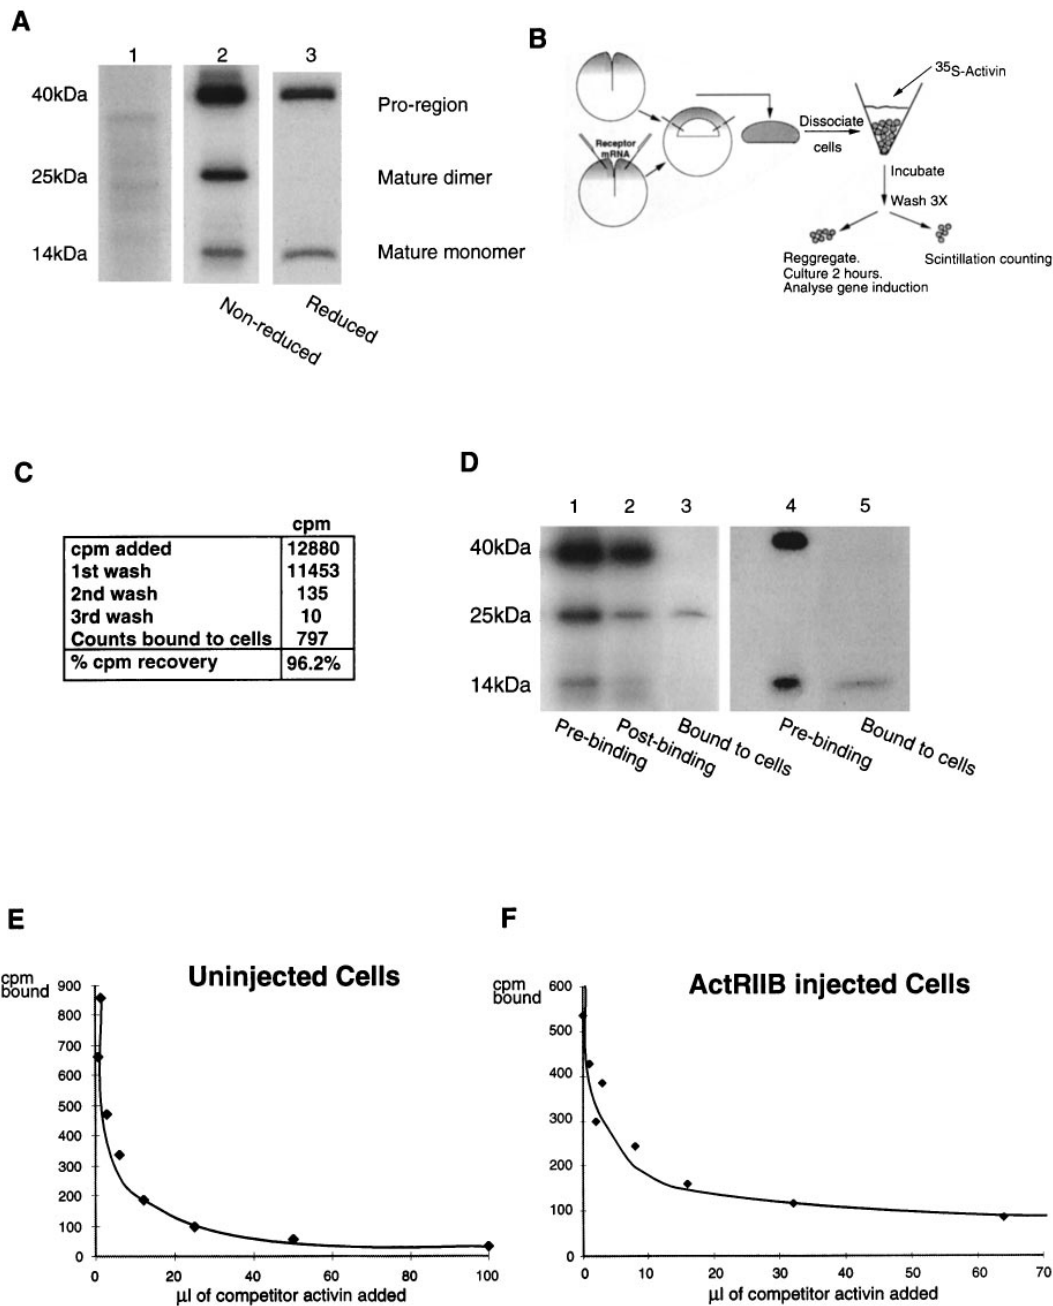 A
1 2 3
40kDa
25kDa
14kDa
Pro-region
Mature dimer
Mature monomer
Non-reduced
Reduced
B
Receptor
mRNA
35S-Activin
Dissociate
cells
Incubate
Wash 3X
Reggregate.
Culture 2 hours.
Analyse gene induction
Scintillation counting
C
cpm
cpm added 12880
1st wash 11453
2nd wash 135
3rd wash 10
Counts bound to cells 797
% cpm recovery 96.2%
D
1 2 3 4 5
40kDa
25kDa
14kDa
Pre-binding
Post-binding
Bound to cells
Pre-binding
Bound to cells
E
Uninjected Cells
cpm
bound
900
800
700
600
500
400
300
200
100
0
0 20 40 60 80 100
µl of competitor activin added
F
ActRIIB injected Cells
cpm
bound
600
500
400
300
200
100
0
0 10 20 30 40 50 60 70
µl of competitor activin added